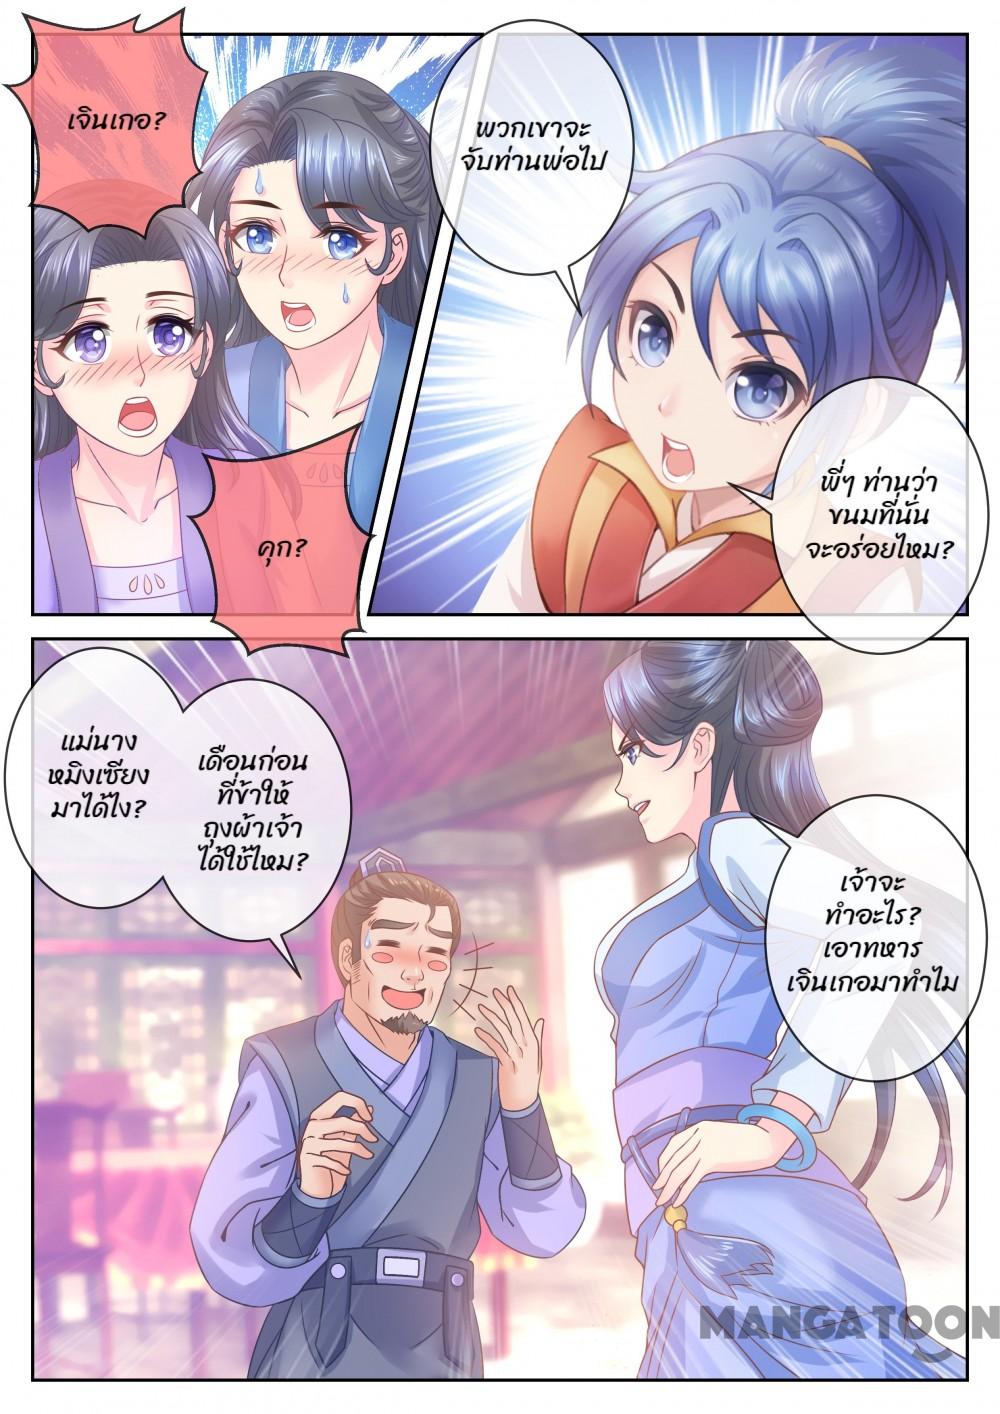 เจินเกอ?
พวกเขาจะ
จับท่านพ่อไป
พี่ๆ ท่านว่า
ขนมที่นั่น
จะอร่อยไหม?
คุก?
แม่นาง
หมิงเซียง
มาได้ไง?
เดือนก่อน
ที่ข้าให้
ถุงผ้าเจ้า
ได้ใช้ไหม?
เจ้าจะ
ทำอะไร?
เอาทหาร
เจินเกอมาทำไม
MANGATOON